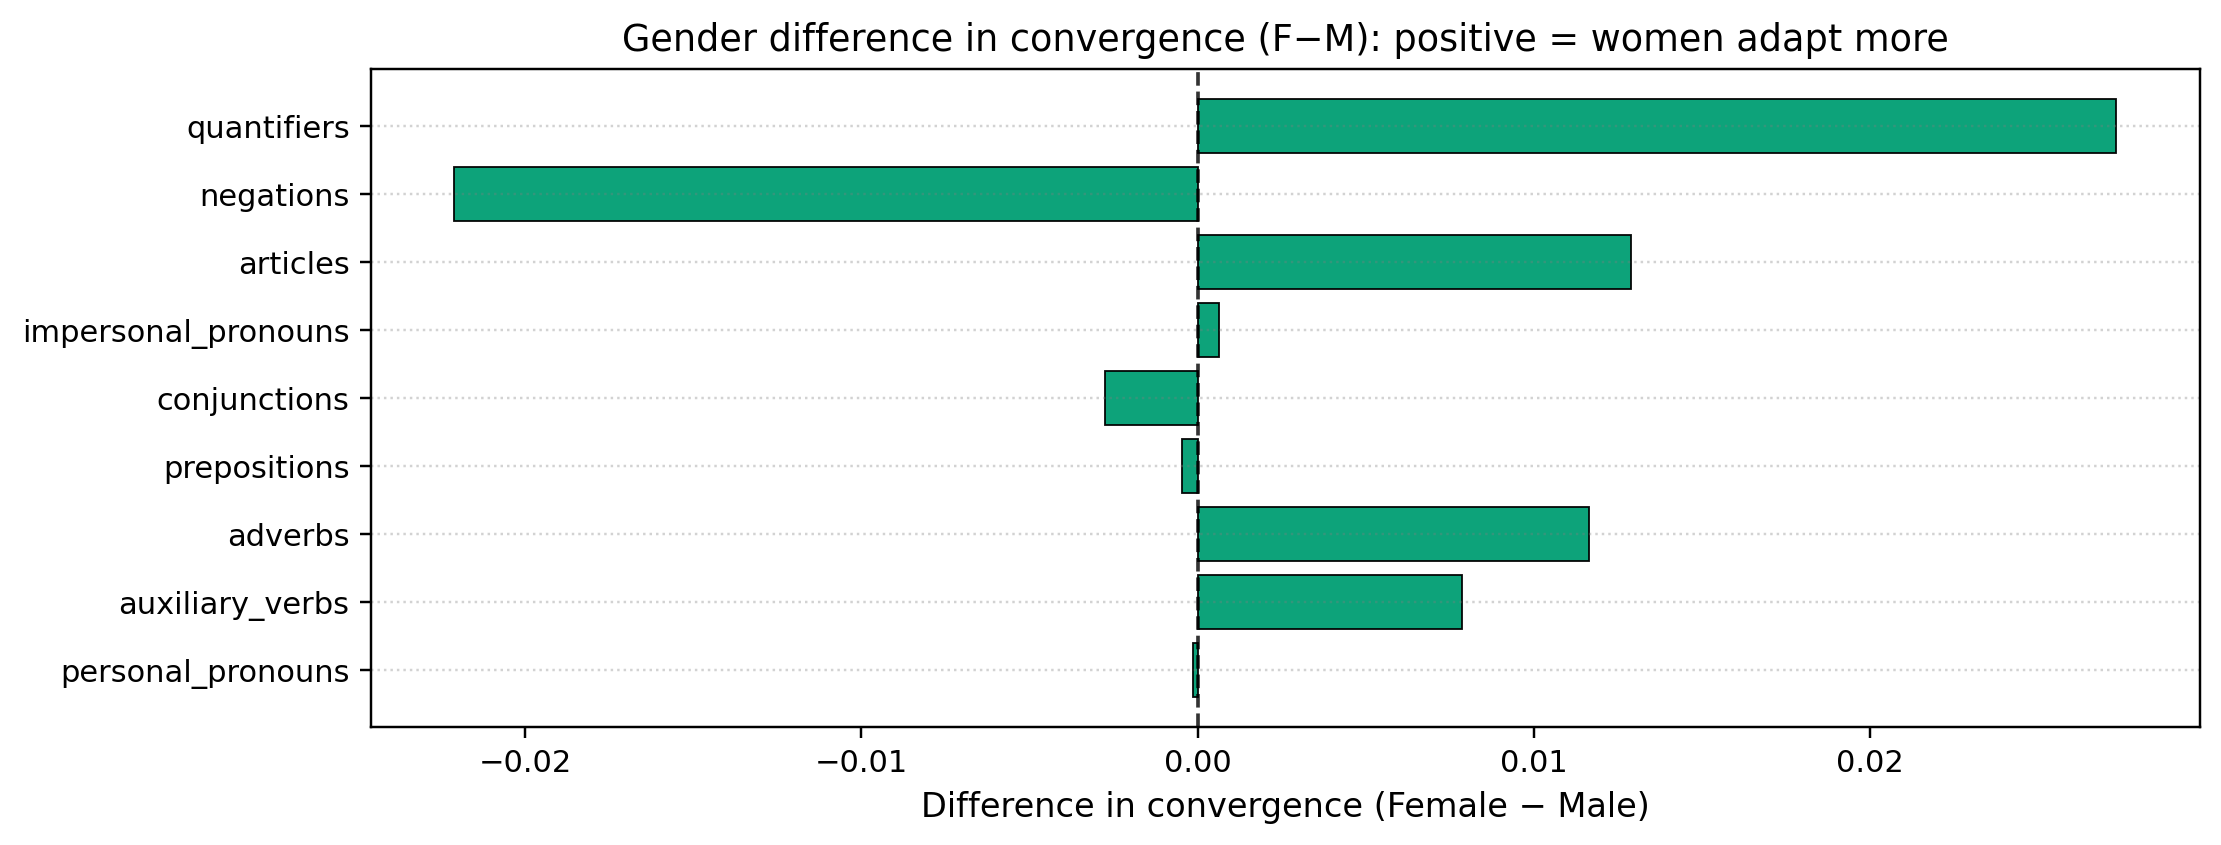 Gender difference in convergence (F−M): positive = women adapt more
quantifiers
negations
articles
impersonal_pronouns
conjunctions
prepositions
adverbs
auxiliary_verbs
personal_pronouns
−0.02 −0.01 0.00 0.01 0.02
Difference in convergence (Female − Male)